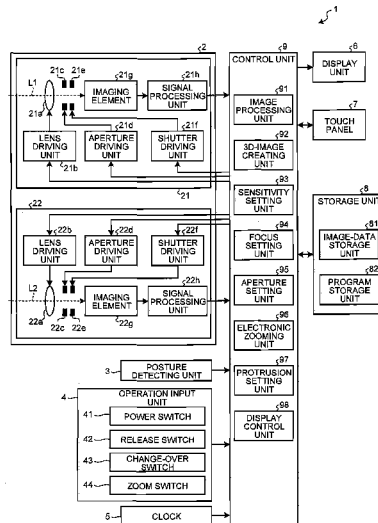 1
2
9
6
21c 21e
21g
21h
CONTROL UNIT
DISPLAY
UNIT
L1
21a
IMAGING
ELEMENT
SIGNAL
PROCESSING
UNIT
91
IMAGE
PROCESSING
UNIT
7
TOUCH
PANEL
21d
21f
92
3D-IMAGE
CREATING
UNIT
LENS
DRIVING
UNIT
APERTURE
DRIVING
UNIT
SHUTTER
DRIVING
UNIT
21b
21
93
SENSITIVITY
SETTING
UNIT
8
STORAGE UNIT
81
IMAGE-DATA
STORAGE
UNIT
82
PROGRAM
STORAGE UNIT
22
22b
22d
22f
LENS
DRIVING
UNIT
APERTURE
DRIVING
UNIT
SHUTTER
DRIVING
UNIT
94
FOCUS
SETTING
UNIT
95
APERTURE
SETTING
UNIT
L2
22a
22c 22e
IMAGING
ELEMENT
22g
22h
SIGNAL
PROCESSING
UNIT
96
ELECTRONIC
ZOOMING
UNIT
3
POSTURE
DETECTING UNIT
97
PROTRUSION
SETTING UNIT
4
OPERATION INPUT
UNIT
41
POWER SWITCH
42
RELEASE SWITCH
43
CHANGE-OVER
SWITCH
44
ZOOM SWITCH
98
DISPLAY
CONTROL
UNIT
5
CLOCK